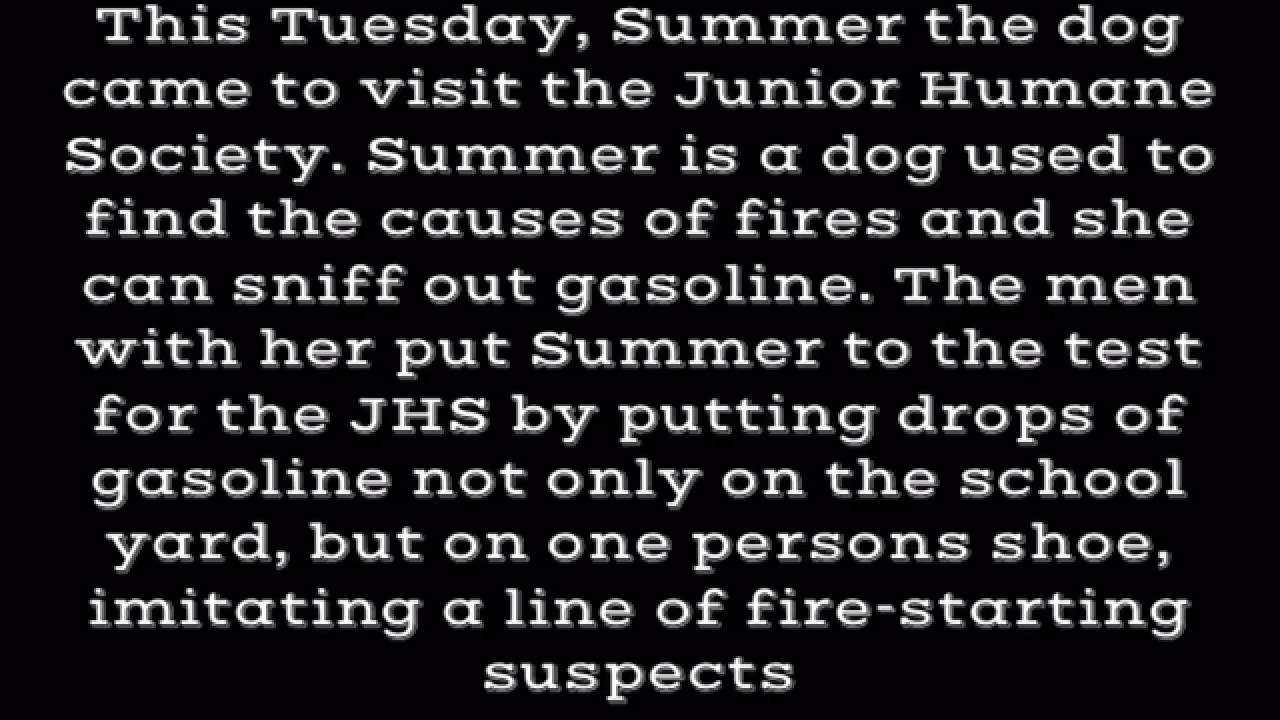 This Tuesday, Summer the dog
came to visit the Junior Humane
Society. Summer is a dog used to
find the causes of fires and she
can sniff out gasoline. The men
with her put Summer to the test
for the JHS by putting drops of
gasoline not only on the school
yard, but on one persons shoe,
imitating a line of fire-starting
suspects